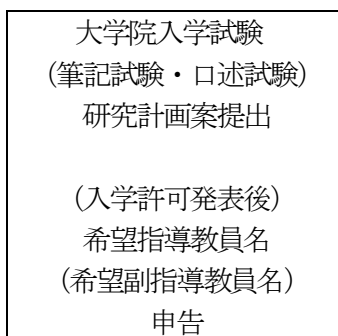 大学院入学試験
(筆記試験・口述試験)
研究計画案提出
(入学許可発表後)
希望指導教員名
(希望副指導教員名)
申告